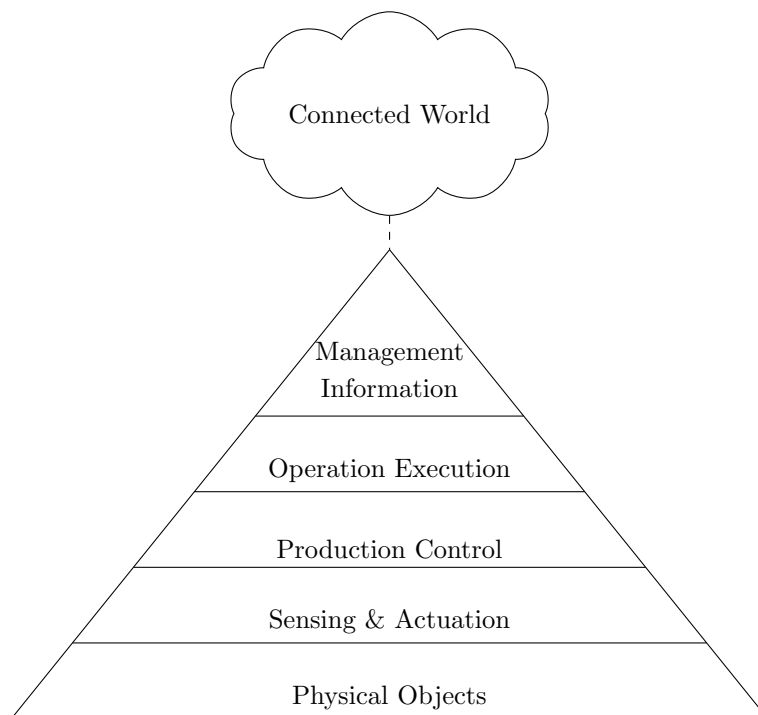 Connected World
Management
Information
Operation Execution
Production Control
Sensing & Actuation
Physical Objects